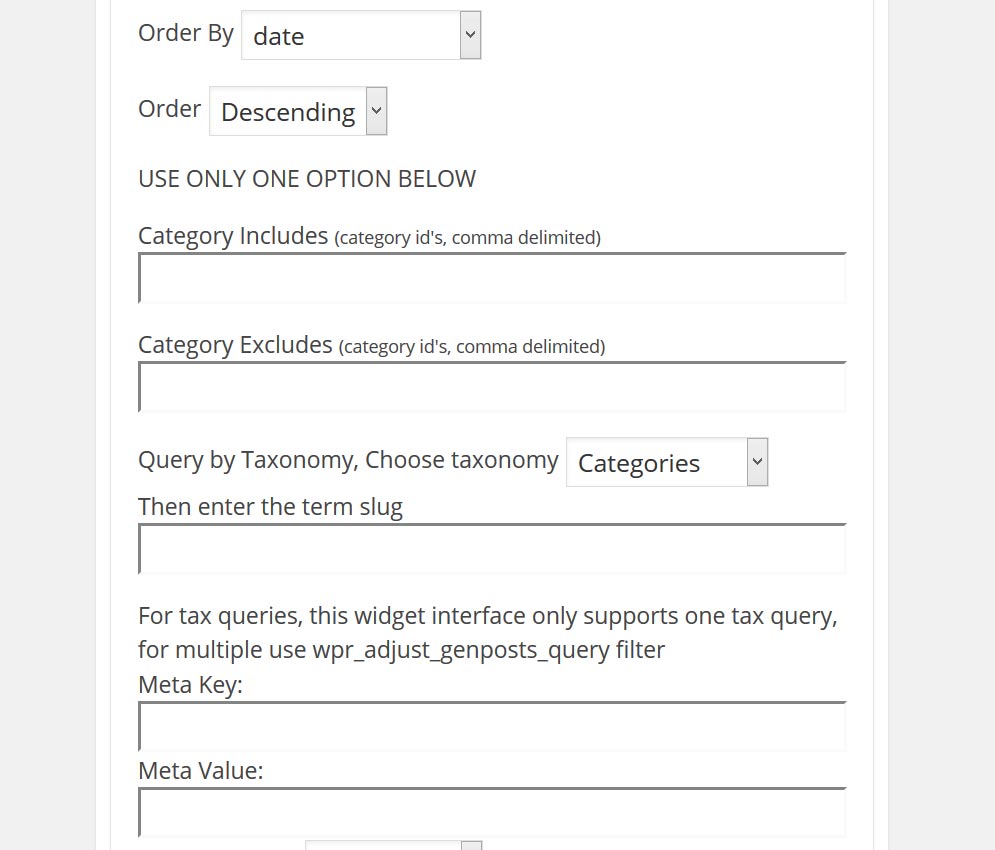 Order By date
Order Descending
USE ONLY ONE OPTION BELOW
Category Includes (category id's, comma delimited)
Category Excludes (category id's, comma delimited)
Query by Taxonomy, Choose taxonomy Categories
Then enter the term slug
For tax queries, this widget interface only supports one tax query,
for multiple use wpr_adjust_genposts_query filter
Meta Key:
Meta Value: